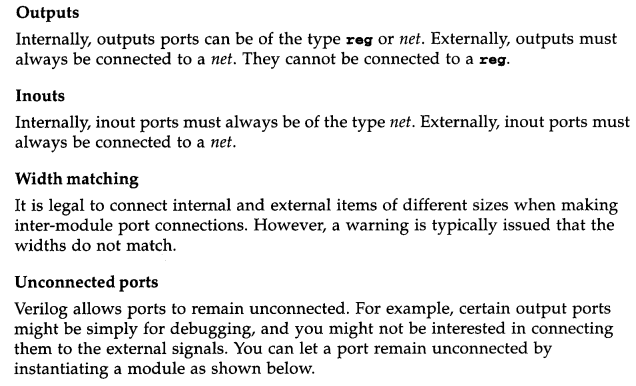 Outputs
Internally, outputs ports can be of the type reg or net. Externally, outputs must
always be connected to a net. They cannot be connected to a reg.
Inouts
Internally, inout ports must always be of the type net. Externally, inout ports must
always be connected to a net.
Width matching
It is legal to connect internal and external items of different sizes when making
inter-module port connections. However, a warning is typically issued that the
widths do not match.
Unconnected ports
Verilog allows ports to remain unconnected. For example, certain output ports
might be simply for debugging, and you might not be interested in connecting
them to the external signals. You can let a port remain unconnected by
instantiating a module as shown below.